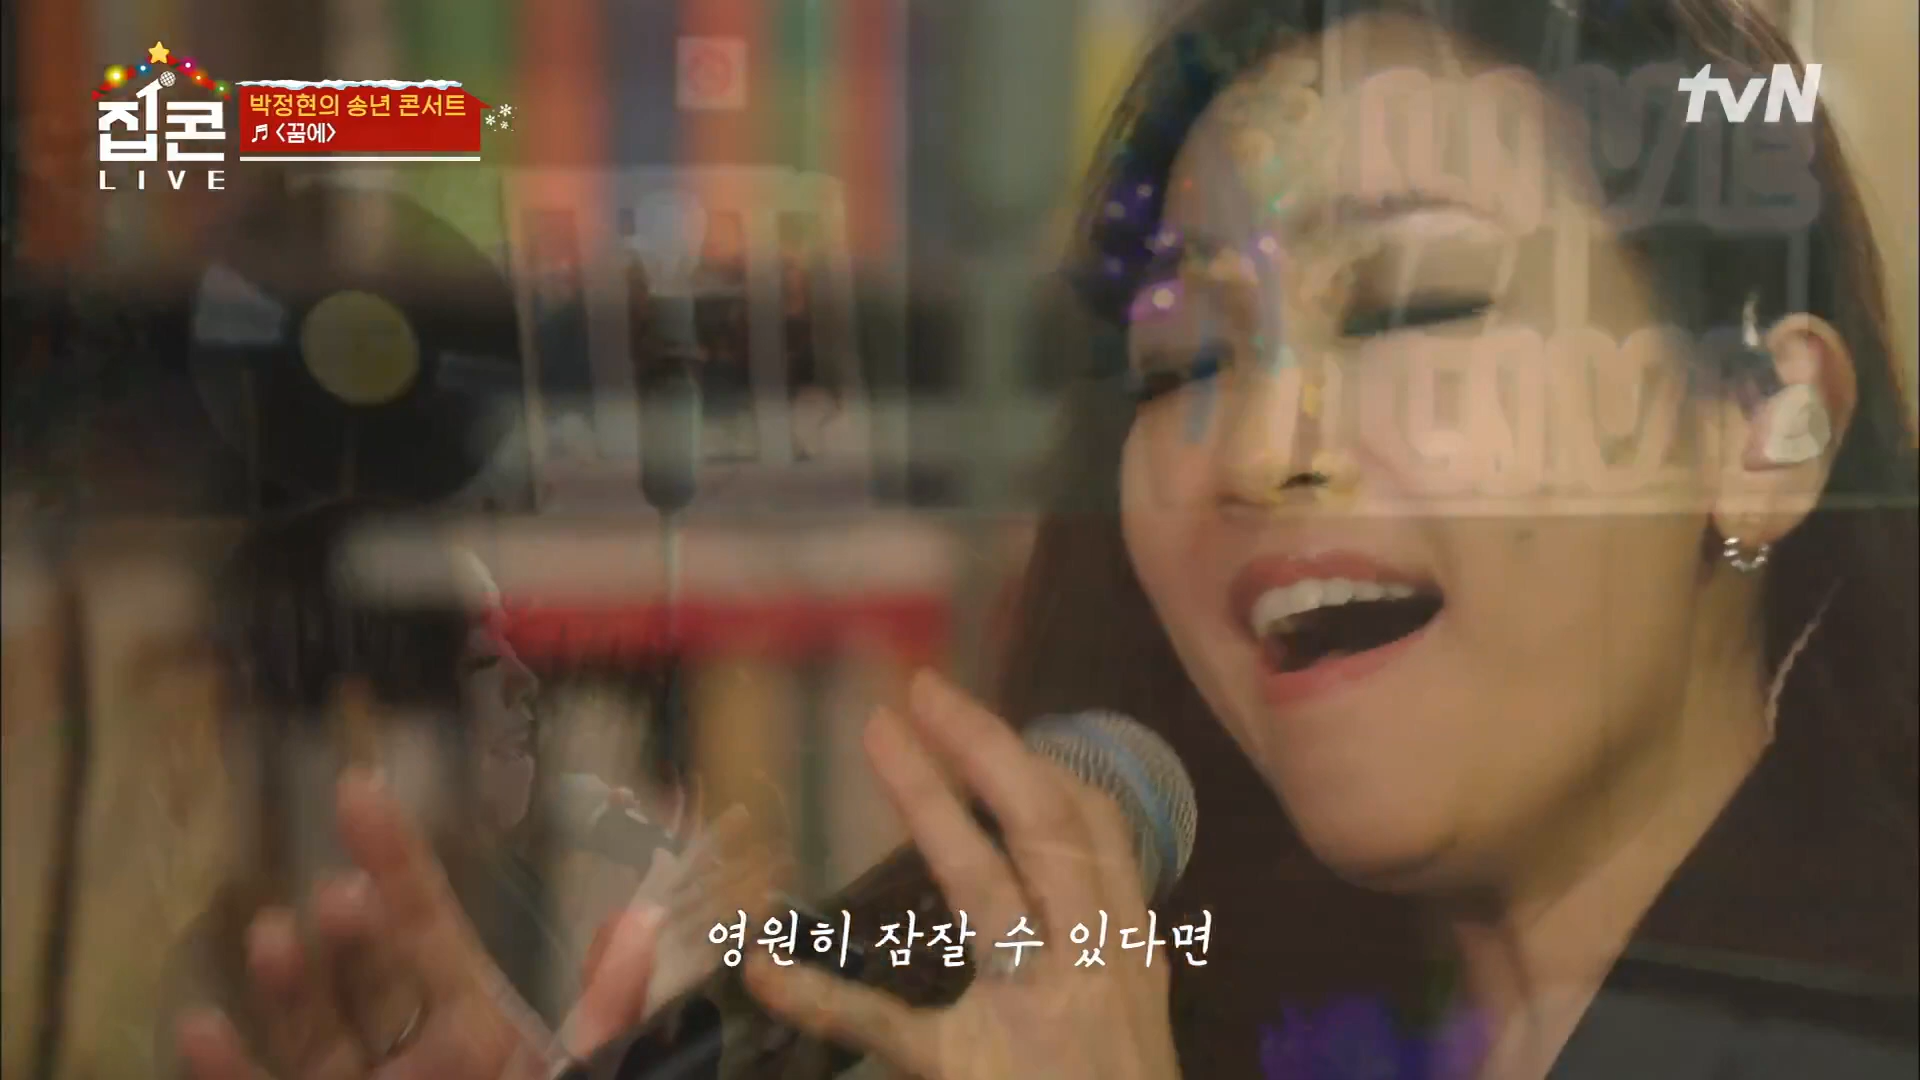 집콘
LIVE
박정현의 송년 콘서트
♬ <꿈에>
tvN
영원히 잠잘 수 있다면